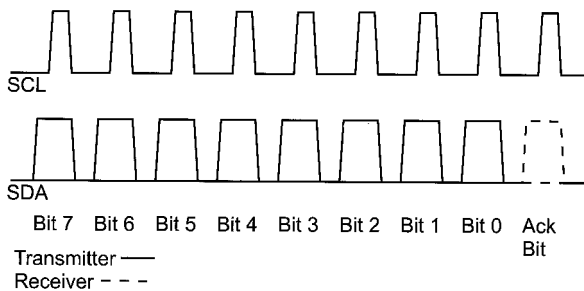 SCL
SDA
Bit 7 Bit 6 Bit 5 Bit 4 Bit 3 Bit 2 Bit 1 Bit 0 Ack
Bit
Transmitter
Receiver